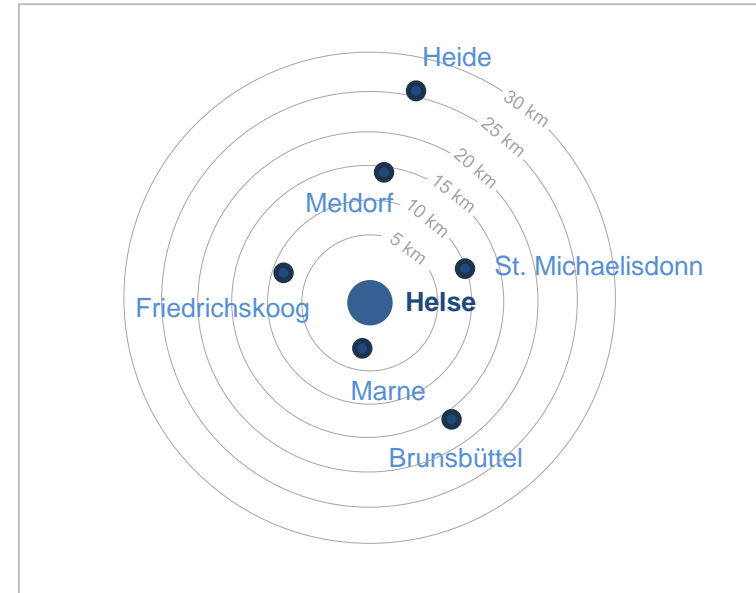 Heide
30 km
25 km
20 km
15 km
Meldorf
10 km
5 km
St. Michaelisdonn
Friedrichskoog
Helse
Marne
Brunsbüttel